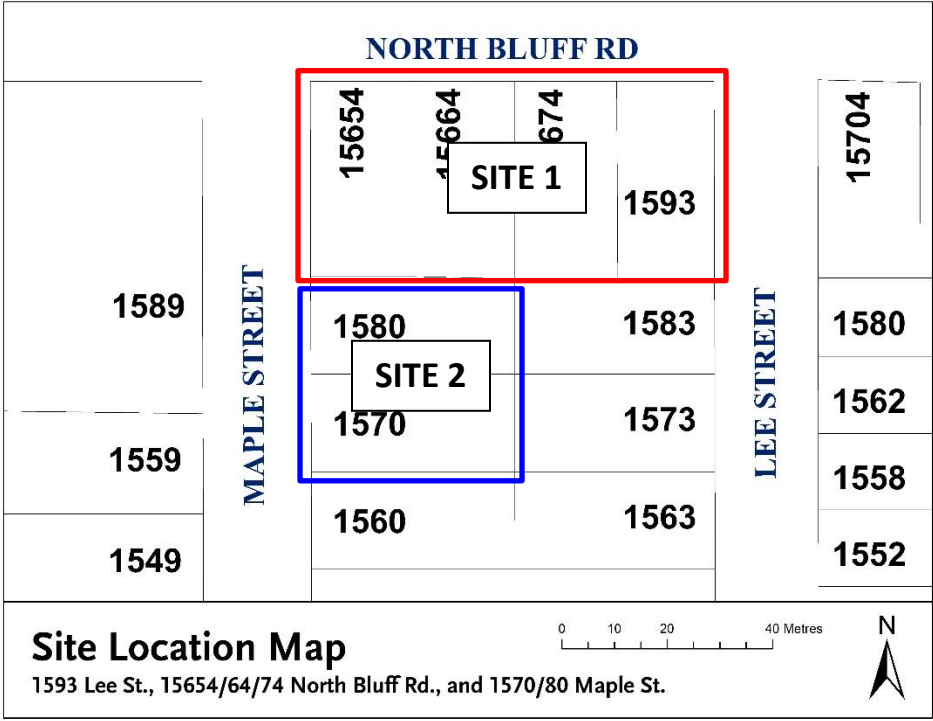 NORTH BLUFF RD
15654
15664
674
15704
SITE 1
1593
1589
MAPLE STREET
1580
1583
LEE STREET
1580
SITE 2
1570
1573
1562
1559
1558
1560
1563
1549
1552
Site Location Map
1593 Lee St., 15654/64/74 North Bluff Rd., and 1570/80 Maple St.
0 10 20 40 Metres
N